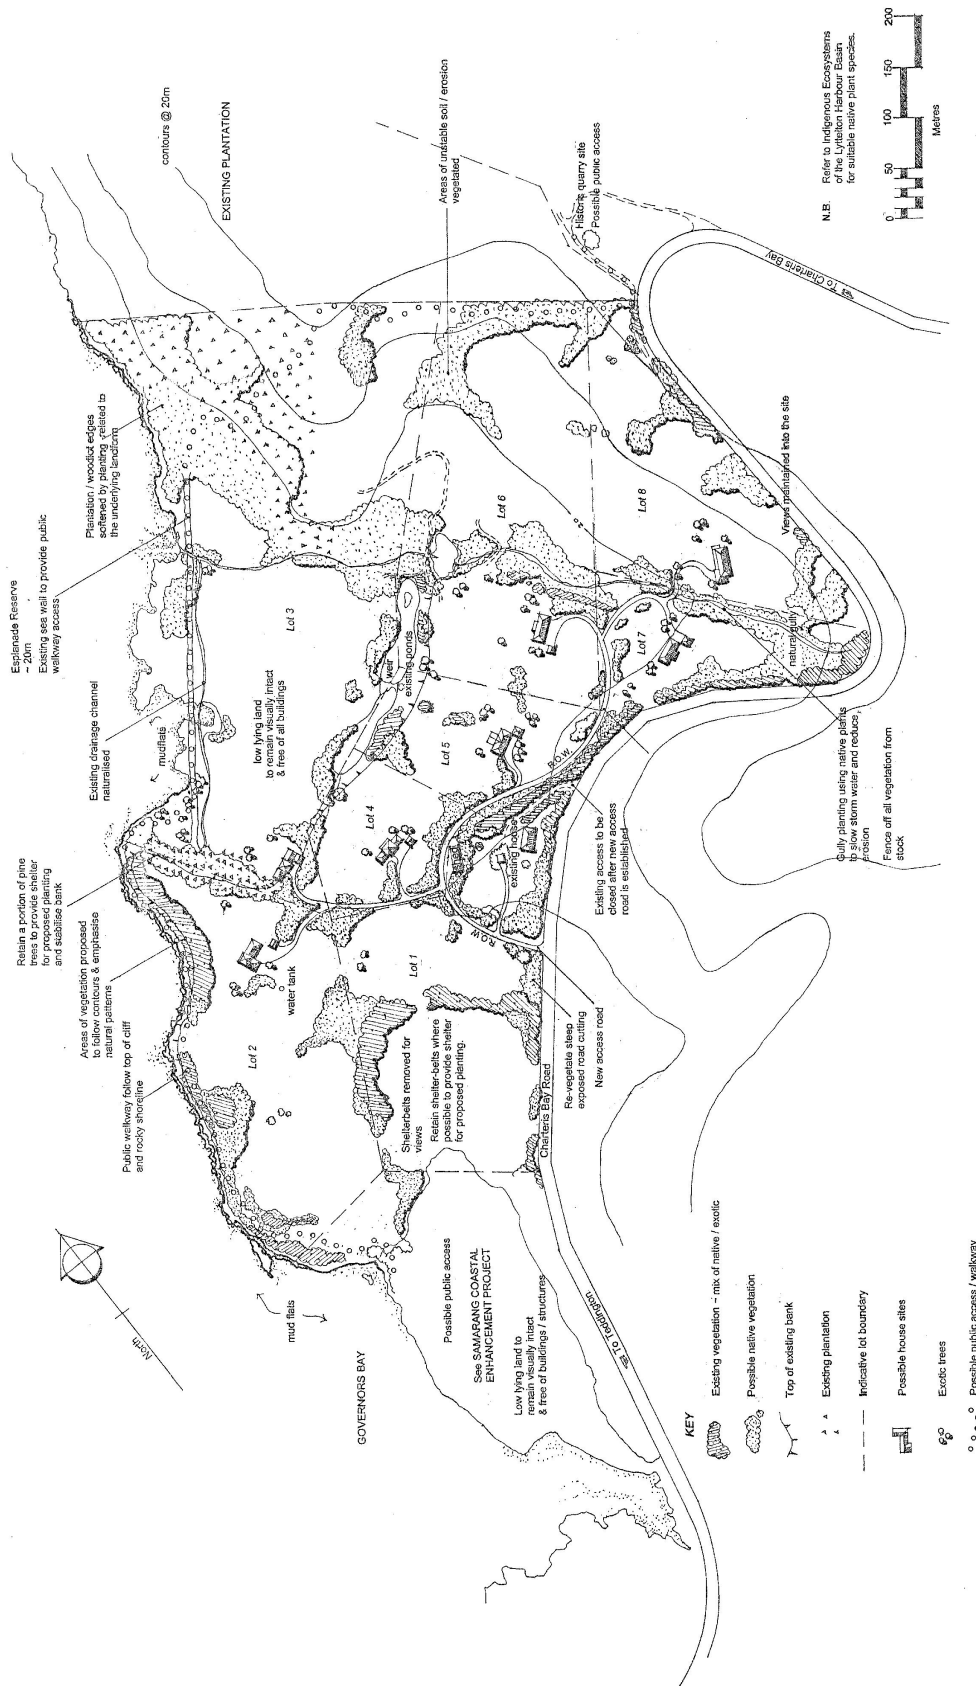 Esplanade Reserve
~ 20m
Existing sea wall to provide public
walkway access
Plantation / woodlot edges
softened by planting related to
the underlying landform
contours @ 20m
EXISTING PLANTATION
Areas of unstable soil / erosion
vegetated
Historic quarry site
Possible public access
N.B.
Refer to Indigenous Ecosystems
of the Lyttelton Harbour Basin
for suitable native plant species.
0
50
100
150
200
Metres
To Charteris Bay
Retain a portion of pine
trees to provide shelter
for proposed planting
and stabilise bank
Areas of vegetation proposed
to follow contours & emphasise
natural patterns
Public walkway follow top of cliff
and rocky shoreline
Existing drainage channel
naturalised
mudflats
Lot 3
low lying land
to remain visually intact
& free of all buildings
weir
existing ponds
Lot 6
Lot 8
Lot 5
Lot 4
Lot 7
Views maintained into the site
natural gully
R.O.W.
existing house
R.O.W.
water tank
Lot 1
Lot 2
Shelterbelts removed for
views
Retain shelter-belts where
possible to provide shelter
for proposed planting.
Gully planting using native plants
to slow storm water and reduce
erosion
Fence off all vegetation from
stock
Existing access to be
closed after new access
road is established
New access road
Re-vegetate steep
exposed road cutting
Charteris Bay Road
North
mud flats
GOVERNORS BAY
Possible public access
See SAMARANG COASTAL
ENHANCEMENT PROJECT
Low lying land to
remain visually intact
& free of buildings / structures
To Teddington
KEY
Existing vegetation – mix of native / exotic
Possible native vegetation
Top of existing bank
Existing plantation
Indicative lot boundary
Possible house sites
Exotic trees
Possible public access / walkway